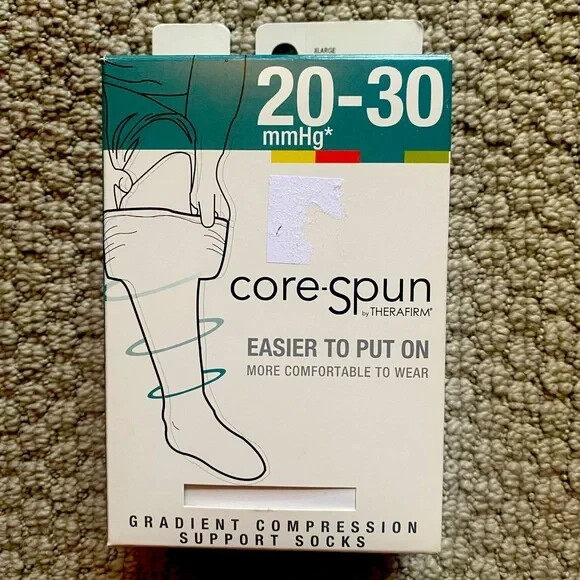 XLARGE
20-30
mmHg*
core-spun
by THERAFIRM®
EASIER TO PUT ON
MORE COMFORTABLE TO WEAR
GRADIENT COMPRESSION
SUPPORT SOCKS